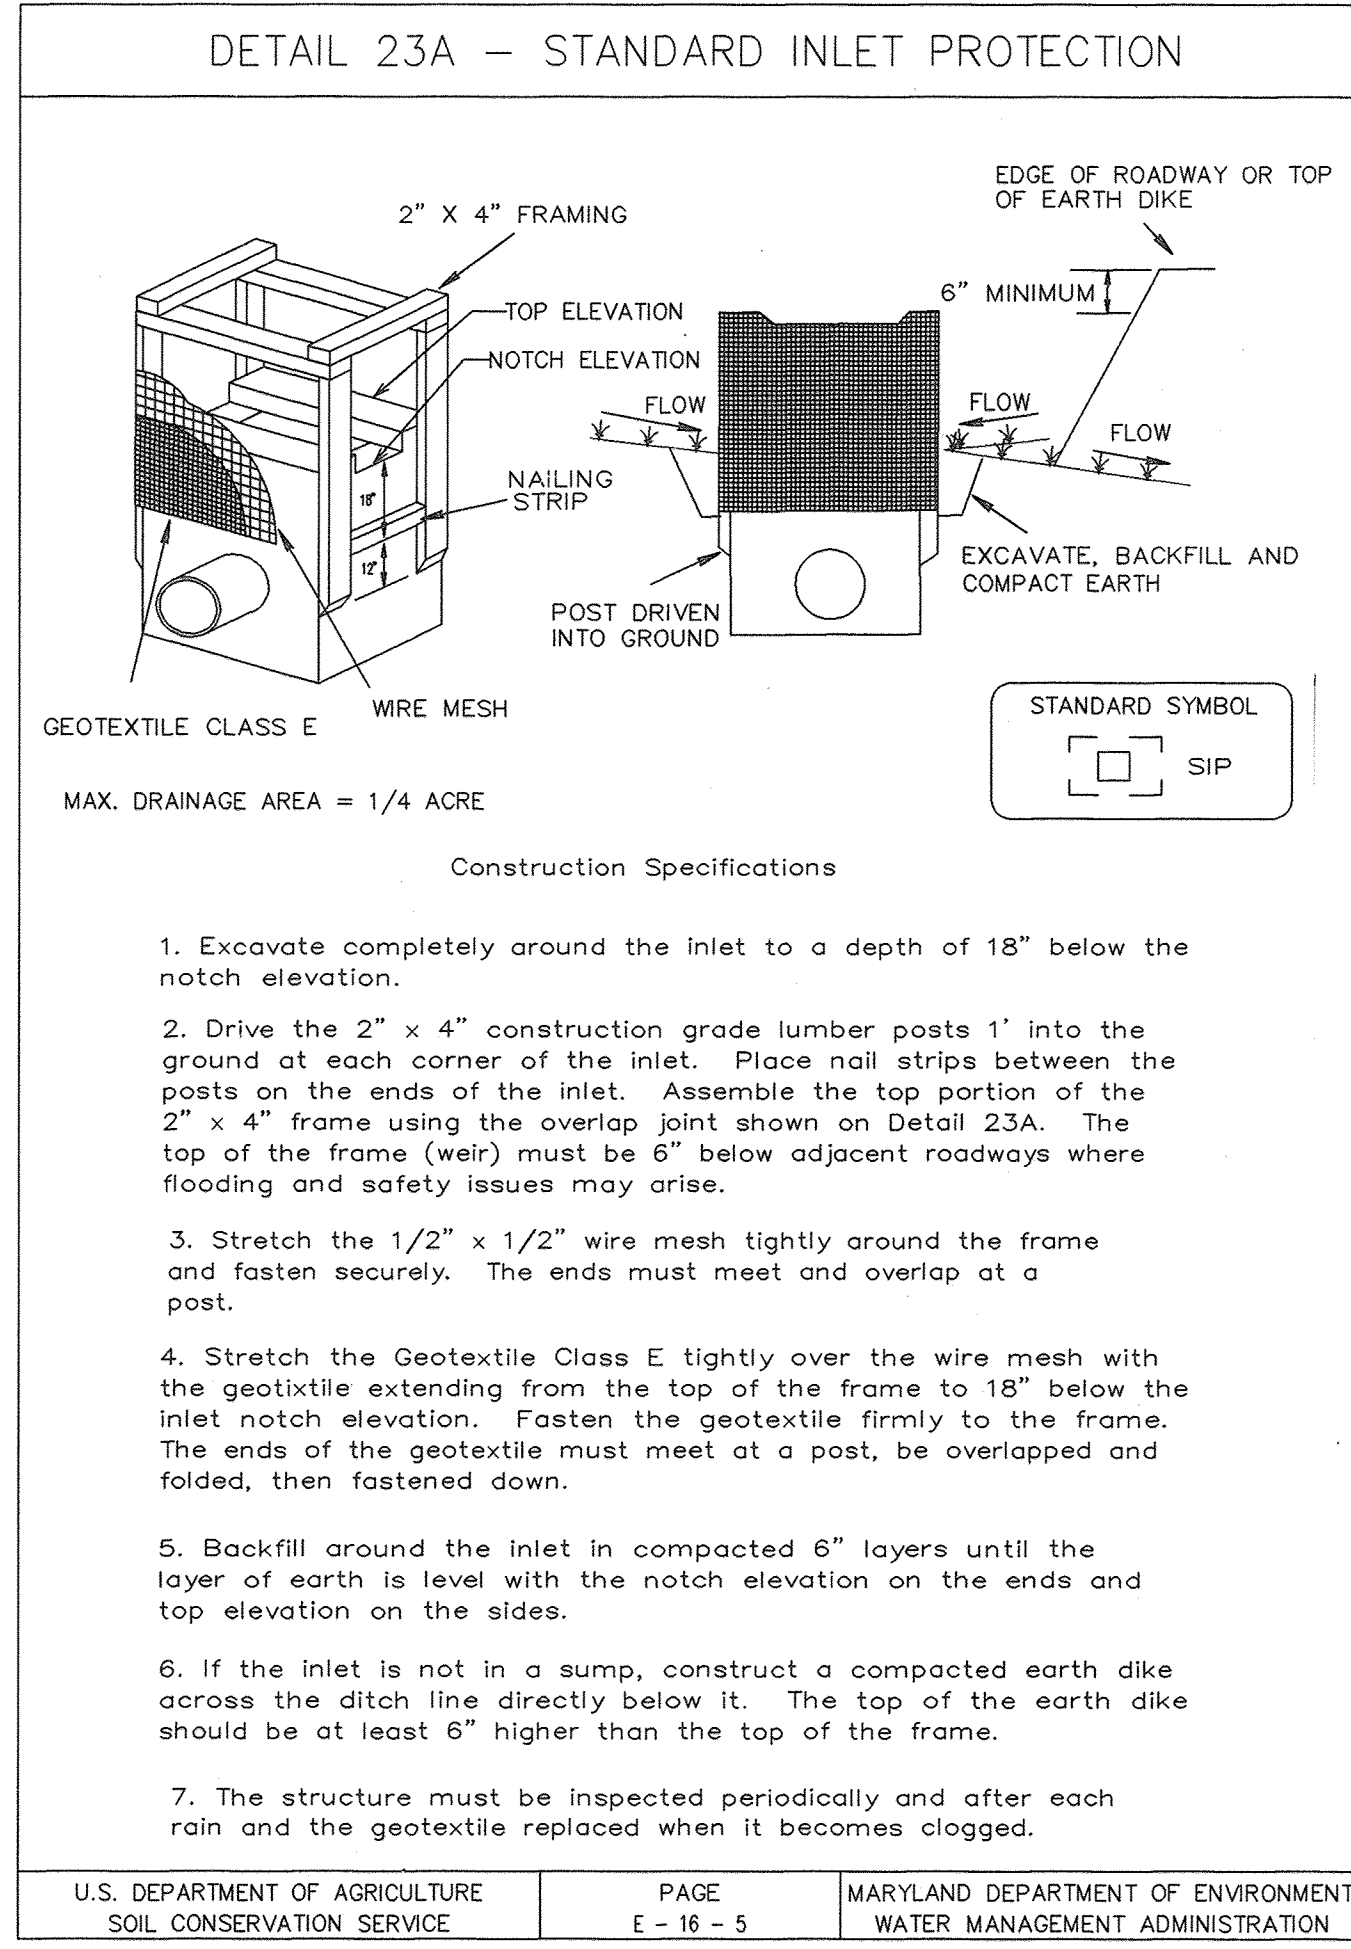 DETAIL 23A – STANDARD INLET PROTECTION
EDGE OF ROADWAY OR TOP
OF EARTH DIKE
2" X 4" FRAMING
6" MINIMUM
TOP ELEVATION
NOTCH ELEVATION
FLOW
FLOW
FLOW
NAILING
STRIP
18"
12"
EXCAVATE, BACKFILL AND
COMPACT EARTH
POST DRIVEN
INTO GROUND
WIRE MESH
GEOTEXTILE CLASS E
STANDARD SYMBOL
SIP
MAX. DRAINAGE AREA = 1/4 ACRE
Construction Specifications
1. Excavate completely around the inlet to a depth of 18" below the
notch elevation.
2. Drive the 2" x 4" construction grade lumber posts 1' into the
ground at each corner of the inlet. Place nail strips between the
posts on the ends of the inlet. Assemble the top portion of the
2" x 4" frame using the overlap joint shown on Detail 23A. The
top of the frame (weir) must be 6" below adjacent roadways where
flooding and safety issues may arise.
3. Stretch the 1/2" x 1/2" wire mesh tightly around the frame
and fasten securely. The ends must meet and overlap at a
post.
4. Stretch the Geotextile Class E tightly over the wire mesh with
the geotixtile extending from the top of the frame to 18" below the
inlet notch elevation. Fasten the geotextile firmly to the frame.
The ends of the geotextile must meet at a post, be overlapped and
folded, then fastened down.
5. Backfill around the inlet in compacted 6" layers until the
layer of earth is level with the notch elevation on the ends and
top elevation on the sides.
6. If the inlet is not in a sump, construct a compacted earth dike
across the ditch line directly below it. The top of the earth dike
should be at least 6" higher than the top of the frame.
7. The structure must be inspected periodically and after each
rain and the geotextile replaced when it becomes clogged.
U.S. DEPARTMENT OF AGRICULTURE
SOIL CONSERVATION SERVICE
PAGE
E – 16 – 5
MARYLAND DEPARTMENT OF ENVIRONMENT
WATER MANAGEMENT ADMINISTRATION